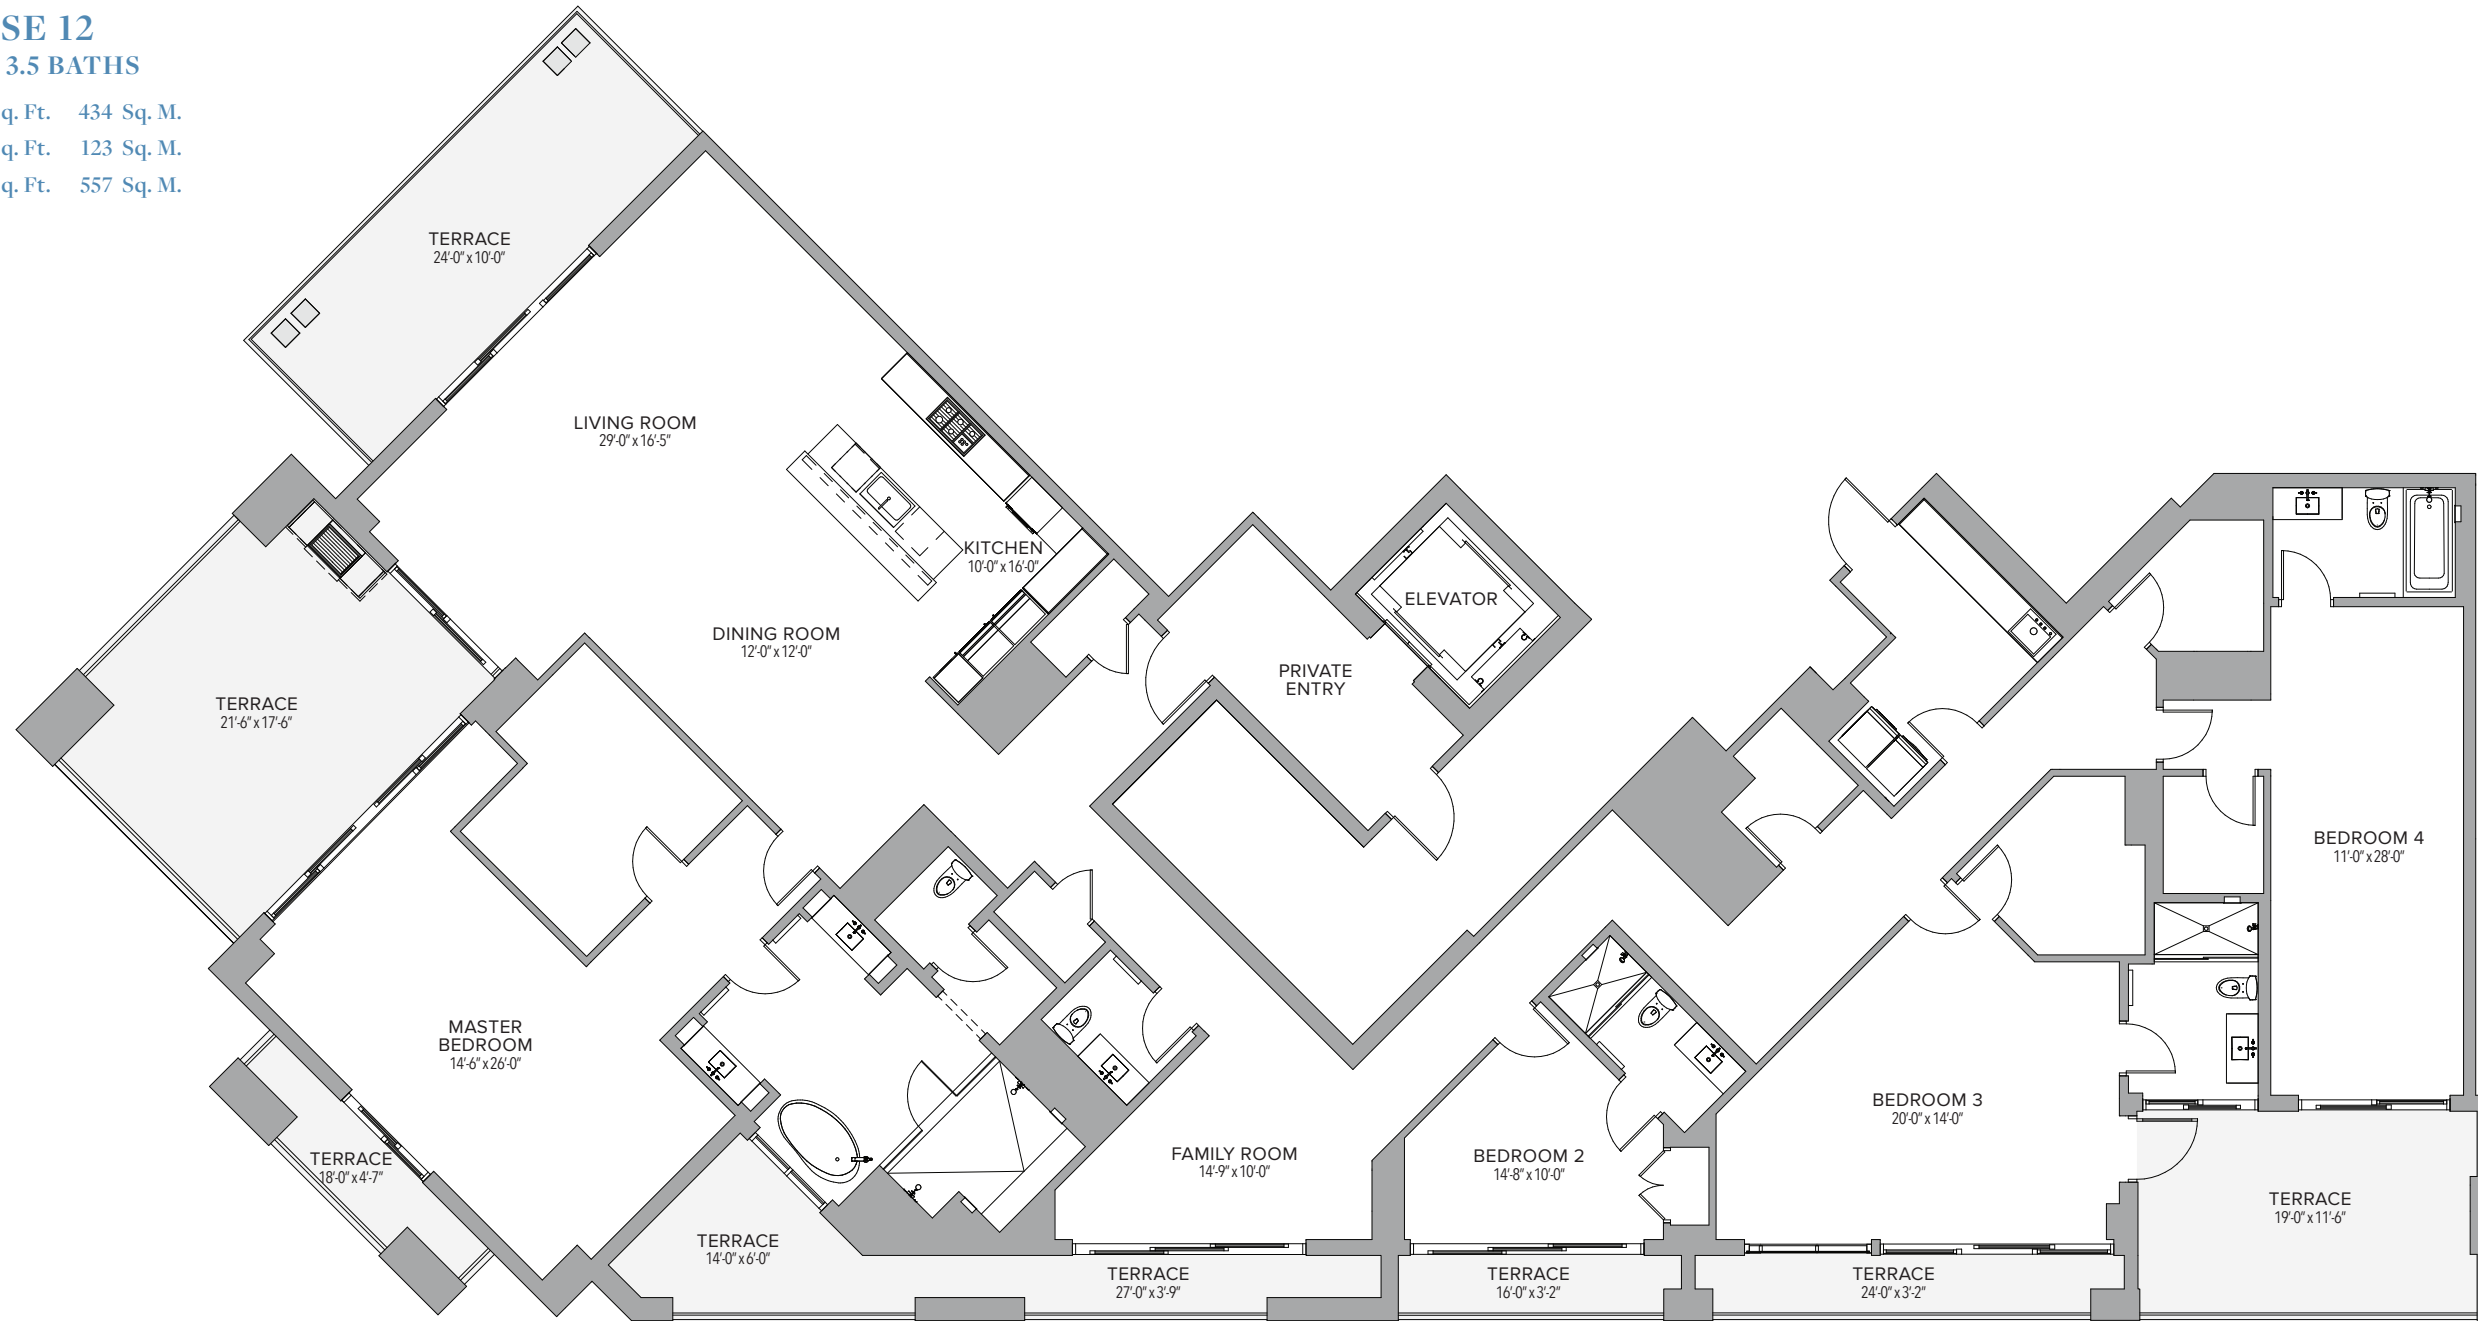 SE 12
3.5 BATHS
q. Ft. 434 Sq. M.
q. Ft. 123 Sq. M.
q. Ft. 557 Sq. M.
TERRACE
24'-0" x 10'-0"
LIVING ROOM
29'-0" x 16'-5"
KITCHEN
10'-0" x 16'-0"
ELEVATOR
DINING ROOM
12'-0" x 12'-0"
PRIVATE
ENTRY
TERRACE
21'-6" x 17'-6"
BEDROOM 4
11'-0" x 28'-0"
MASTER
BEDROOM
14'-6" x 26'-0"
BEDROOM 3
20'-0" x 14'-0"
TERRACE
18'-0" x 4'-7"
FAMILY ROOM
14'-9" x 10'-0"
BEDROOM 2
14'-8" x 10'-0"
TERRACE
19'-0" x 11'-6"
TERRACE
14'-0" x 6'-0"
TERRACE
27'-0" x 3'-9"
TERRACE
16'-0" x 3'-2"
TERRACE
24'-0" x 3'-2"